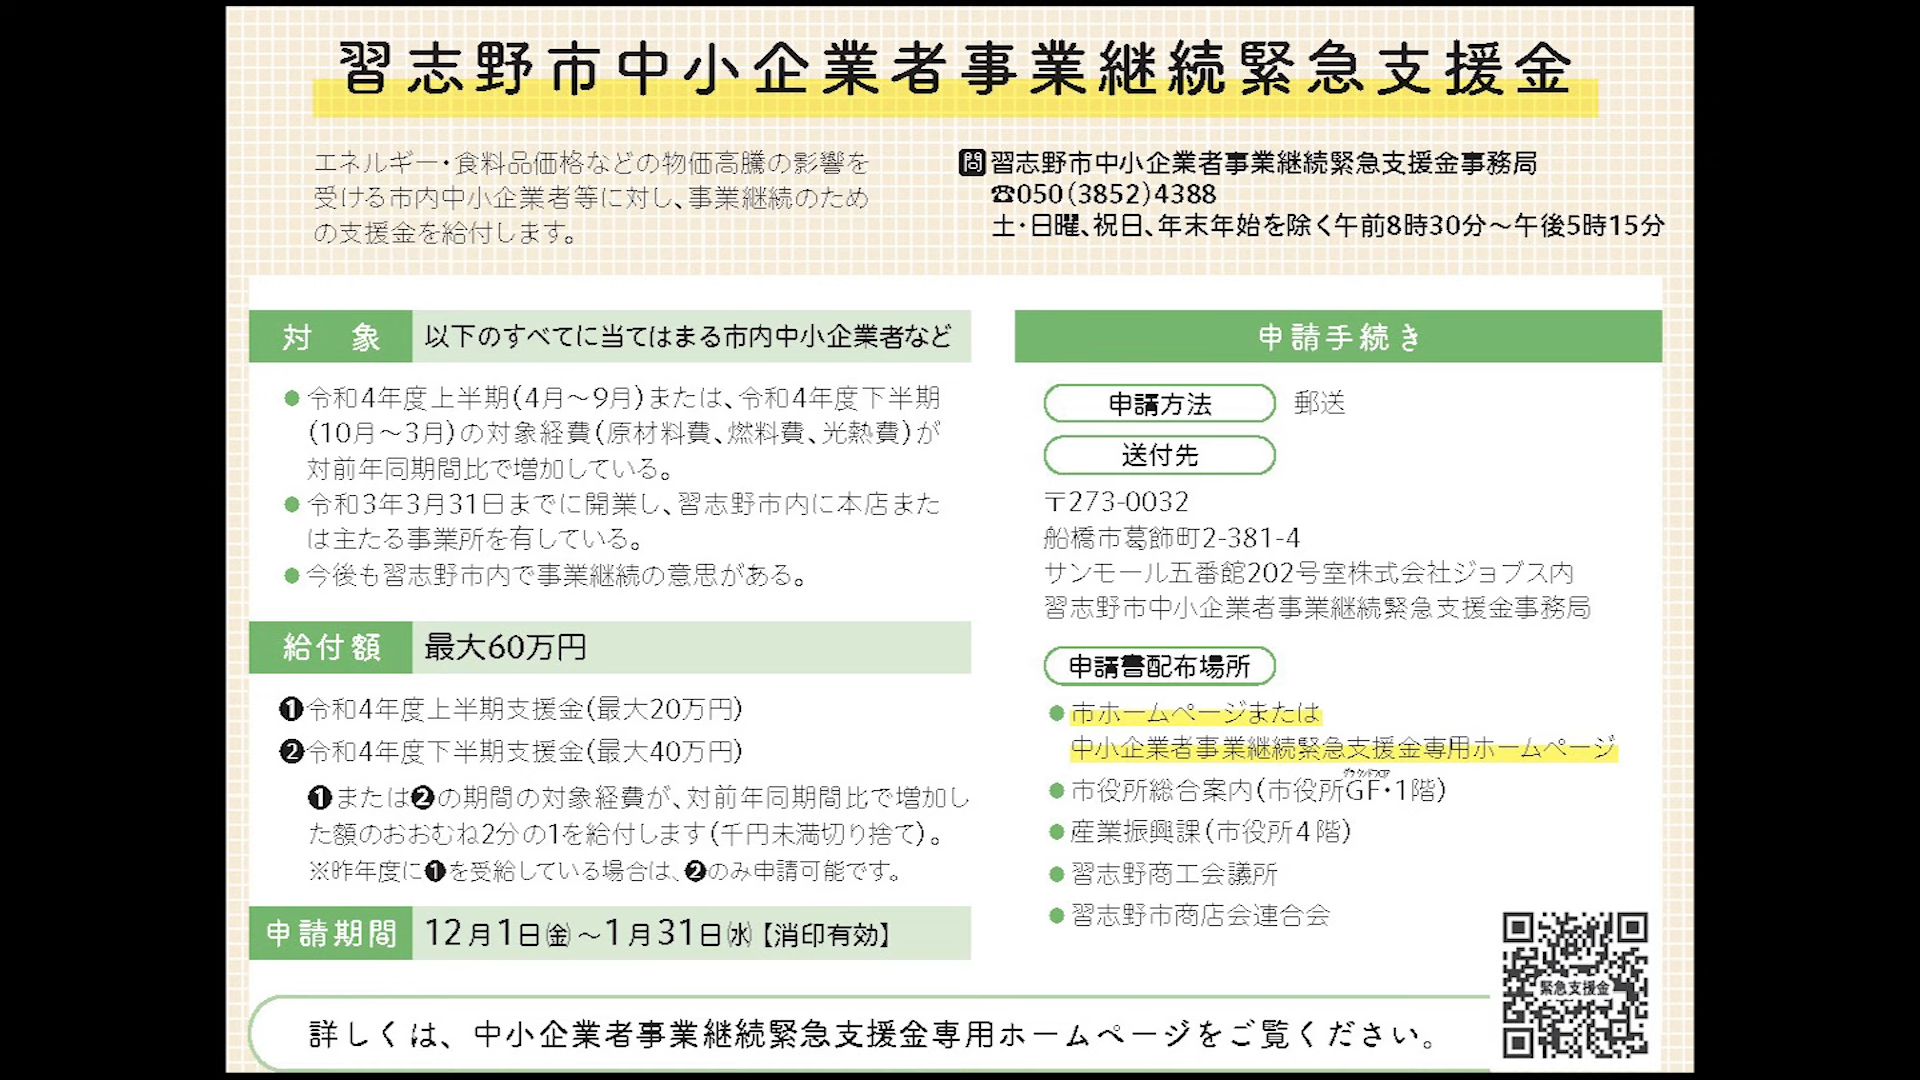 習志野市中小企業者事業継続緊急支援金
エネルギー・食料品価格などの物価高騰の影響を
受ける市内中小企業者等に対し、事業継続のため
の支援金を給付します。
問 習志野市中小企業者事業継続緊急支援金事務局
☎050(3852)4388
土・日曜、祝日、年末年始を除く午前8時30分～午後5時15分
対 象 以下のすべてに当てはまる市内中小企業者など
●令和4年度上半期(4月～9月)または、令和4年度下半期
(10月～3月)の対象経費(原材料費、燃料費、光熱費)が
対前年同期間比で増加している。
●令和3年3月31日までに開業し、習志野市内に本店また
は主たる事業所を有している。
●今後も習志野市内で事業継続の意思がある。
給付額 最大60万円
❶令和4年度上半期支援金(最大20万円)
❷令和4年度下半期支援金(最大40万円)
❶または❷の期間の対象経費が、対前年同期間比で増加し
た額のおおむね2分の1を給付します(千円未満切り捨て)。
※昨年度に❶を受給している場合は、❷のみ申請可能です。
申請期間 12月1日㈮～1月31日㈬【消印有効】
申請手続き
申請方法 郵送
送付先
〒273-0032
船橋市葛飾町2-381-4
サンモール五番館202号室株式会社ジョブス内
習志野市中小企業者事業継続緊急支援金事務局
申請書配布場所
●市ホームページまたは
中小企業者事業継続緊急支援金専用ホームページ
グラウンドフロア
●市役所総合案内(市役所GF・1階)
●産業振興課(市役所4階)
●習志野商工会議所
●習志野市商店会連合会
緊急支援金
詳しくは、中小企業者事業継続緊急支援金専用ホームページをご覧ください。